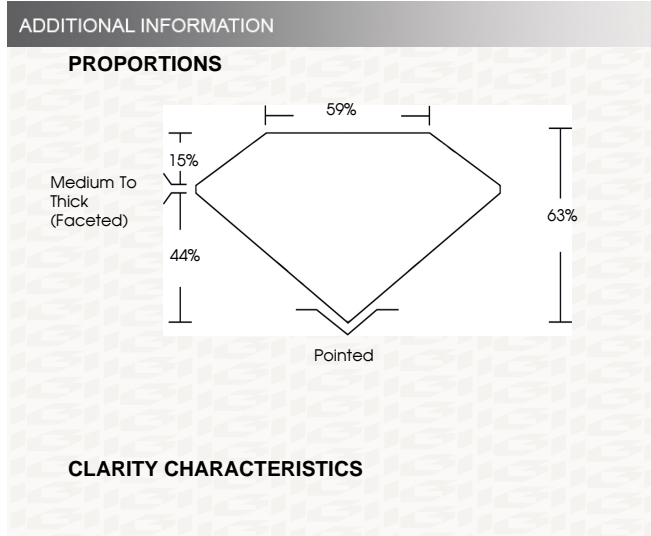 ADDITIONAL INFORMATION
PROPORTIONS
59%
15%
Medium To
Thick
(Faceted)
63%
44%
Pointed
CLARITY CHARACTERISTICS